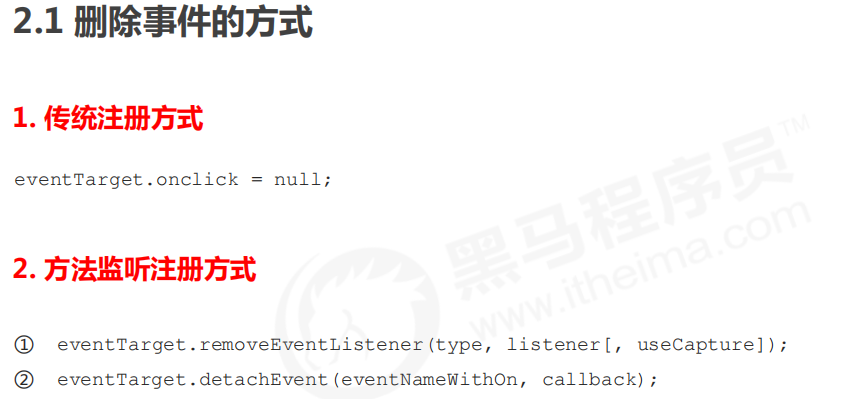 2.1 删除事件的方式
1. 传统注册方式
eventTarget.onclick = null;
2. 方法监听注册方式
① eventTarget.removeEventListener(type, listener[, useCapture]);
② eventTarget.detachEvent(eventNameWithOn, callback);
黑马程序员™
www.itheima.com